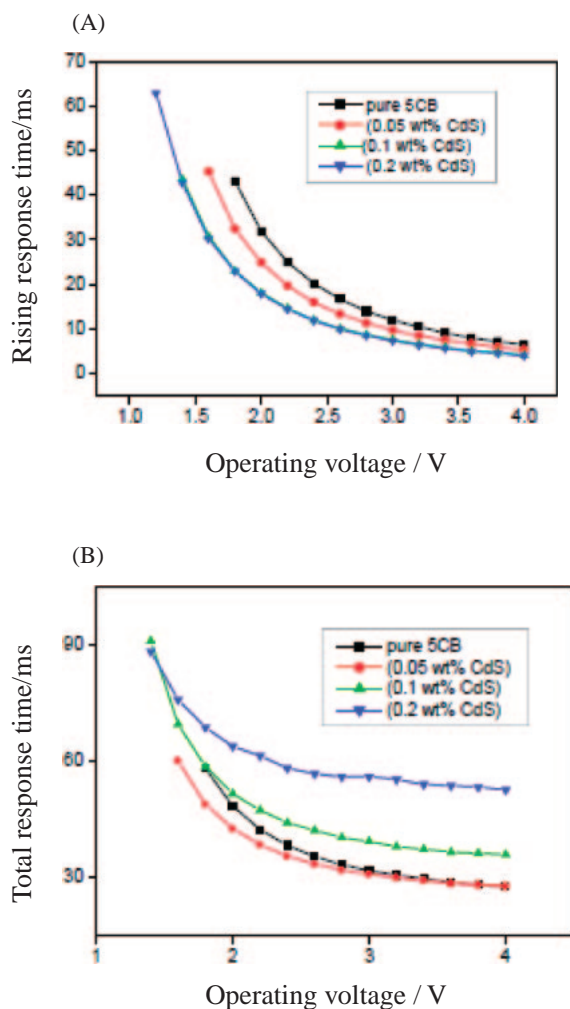 (A)
70
60
50
40
30
20
10
0
pure 5CB
(0.05 wt% CdS)
(0.1 wt% CdS)
(0.2 wt% CdS)
Rising response time/ms
1.0 1.5 2.0 2.5 3.0 3.5 4.0
Operating voltage / V
(B)
90
60
30
pure 5CB
(0.05 wt% CdS)
(0.1 wt% CdS)
(0.2 wt% CdS)
Total response time/ms
1 2 3 4
Operating voltage / V